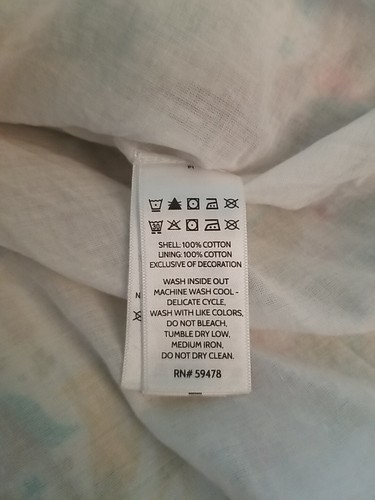 SHELL: 100% COTTON
LINING: 100% COTTON
EXCLUSIVE OF DECORATION
WASH INSIDE OUT
MACHINE WASH COOL -
DELICATE CYCLE,
WASH WITH LIKE COLORS,
DO NOT BLEACH,
TUMBLE DRY LOW,
MEDIUM IRON,
DO NOT DRY CLEAN.
RN# 59478
N